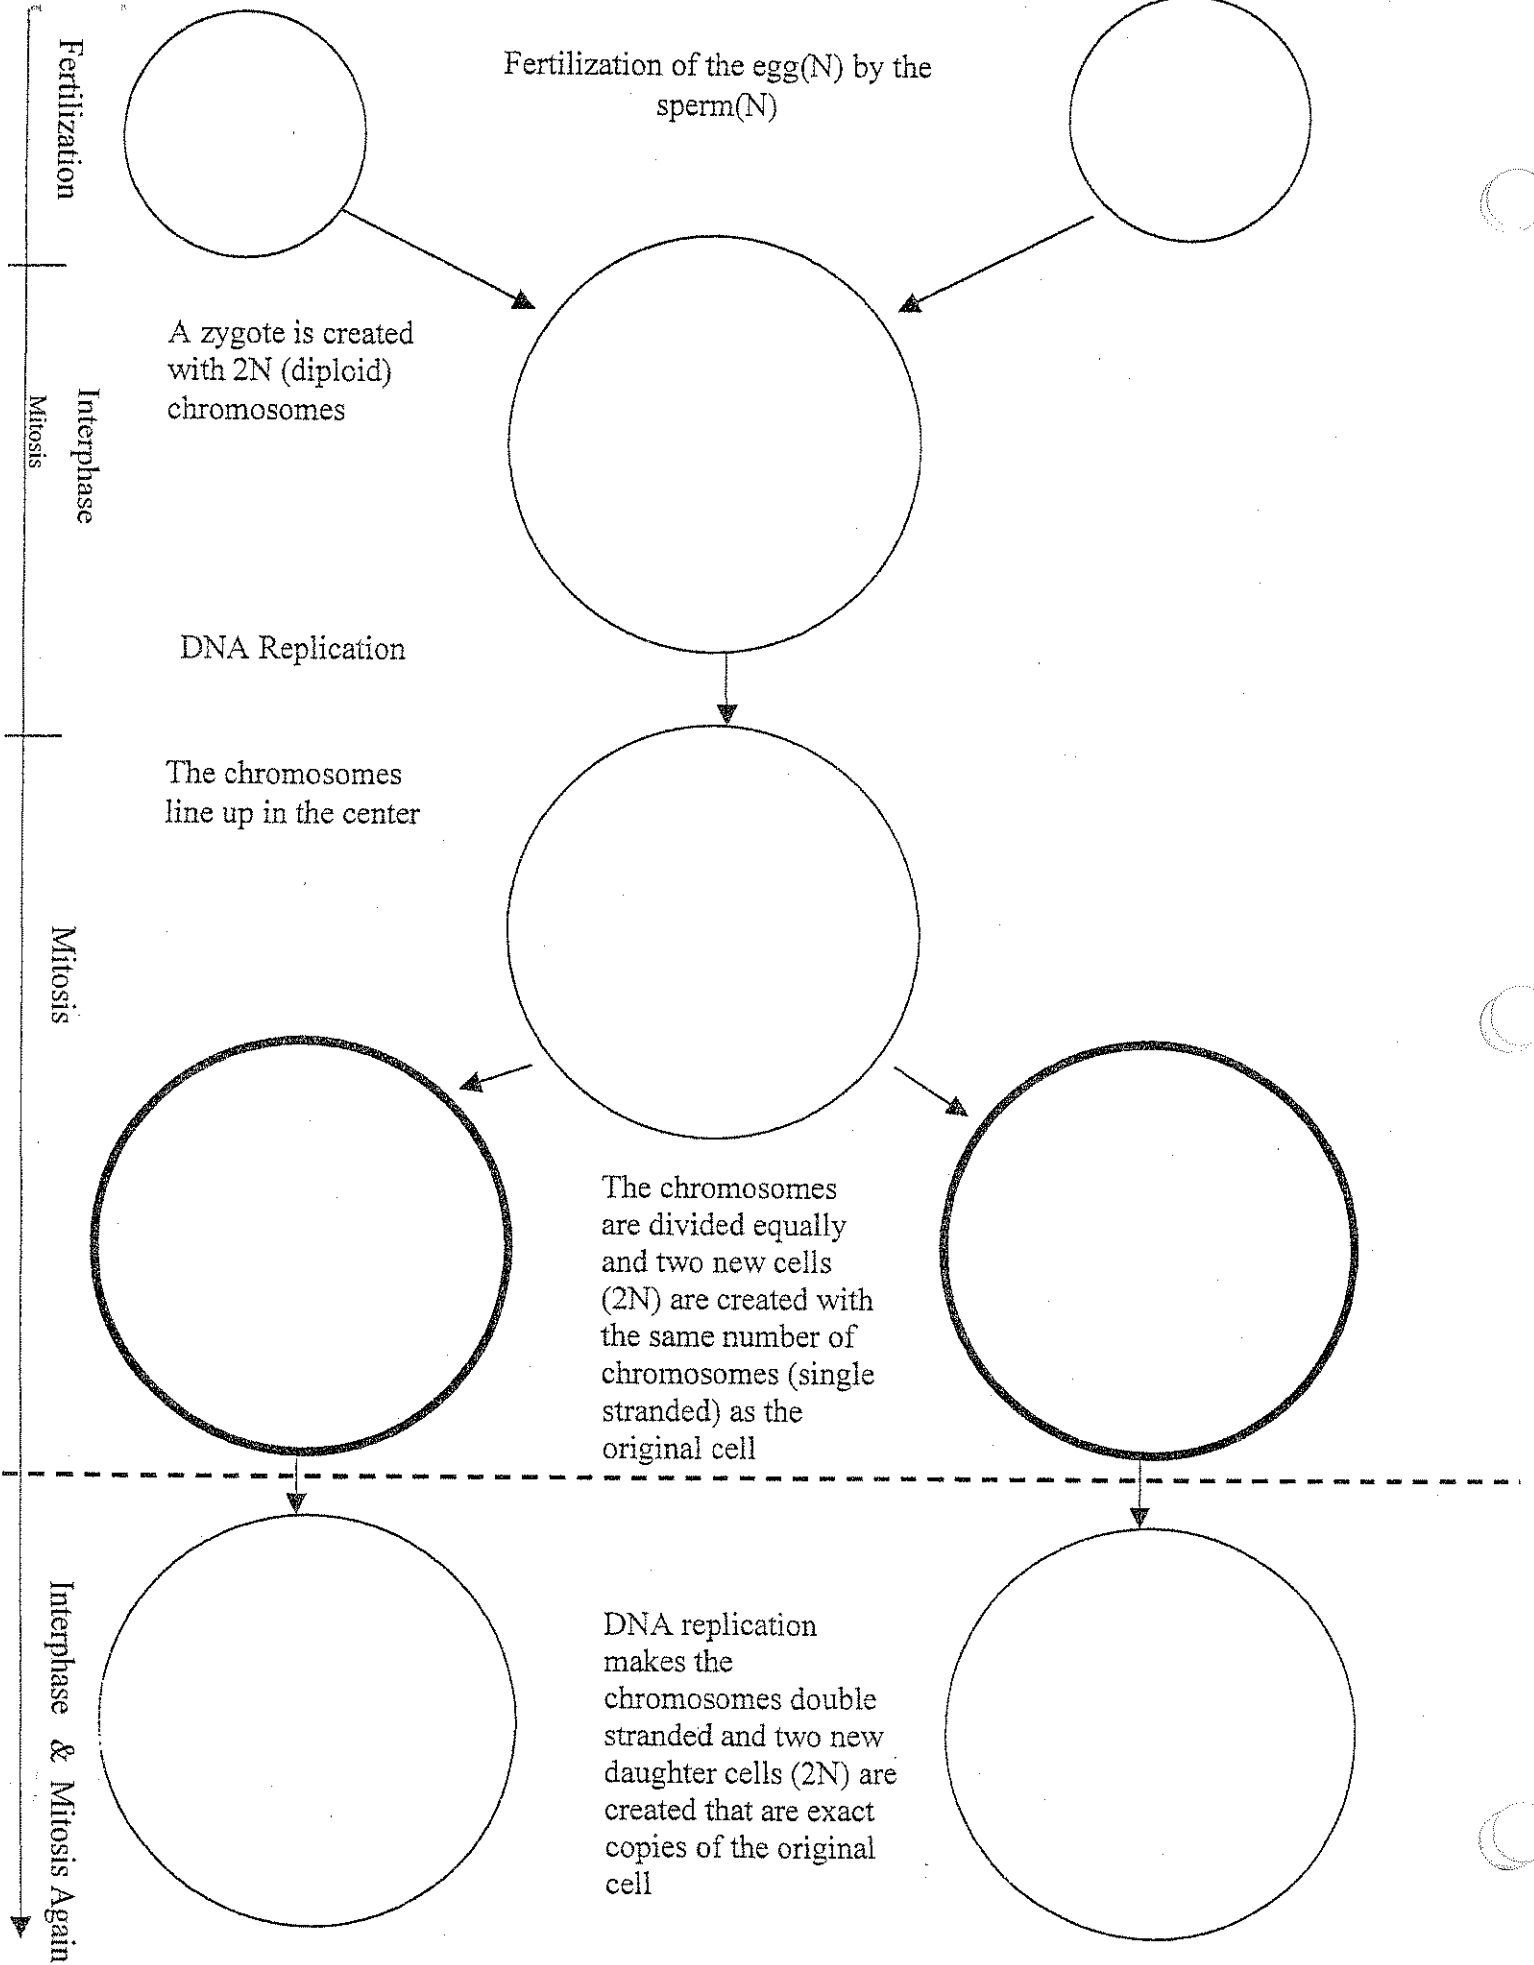 Fertilization
Fertilization of the egg(N) by the
sperm(N)
A zygote is created
with 2N (diploid)
chromosomes
Interphase
Mitosis
DNA Replication
The chromosomes
line up in the center
Mitosis
The chromosomes
are divided equally
and two new cells
(2N) are created with
the same number of
chromosomes (single
stranded) as the
original cell
Interphase & Mitosis Again
DNA replication
makes the
chromosomes double
stranded and two new
daughter cells (2N) are
created that are exact
copies of the original
cell